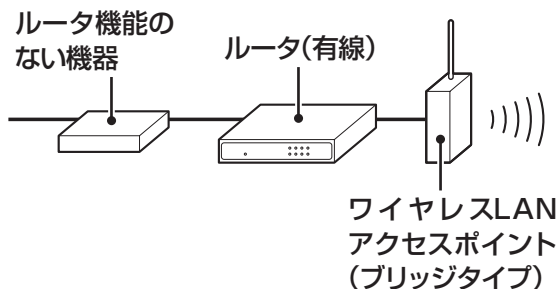 ルータ機能の
ない機器
ルータ(有線)
ワイヤレスLAN
アクセスポイント
(ブリッジタイプ)